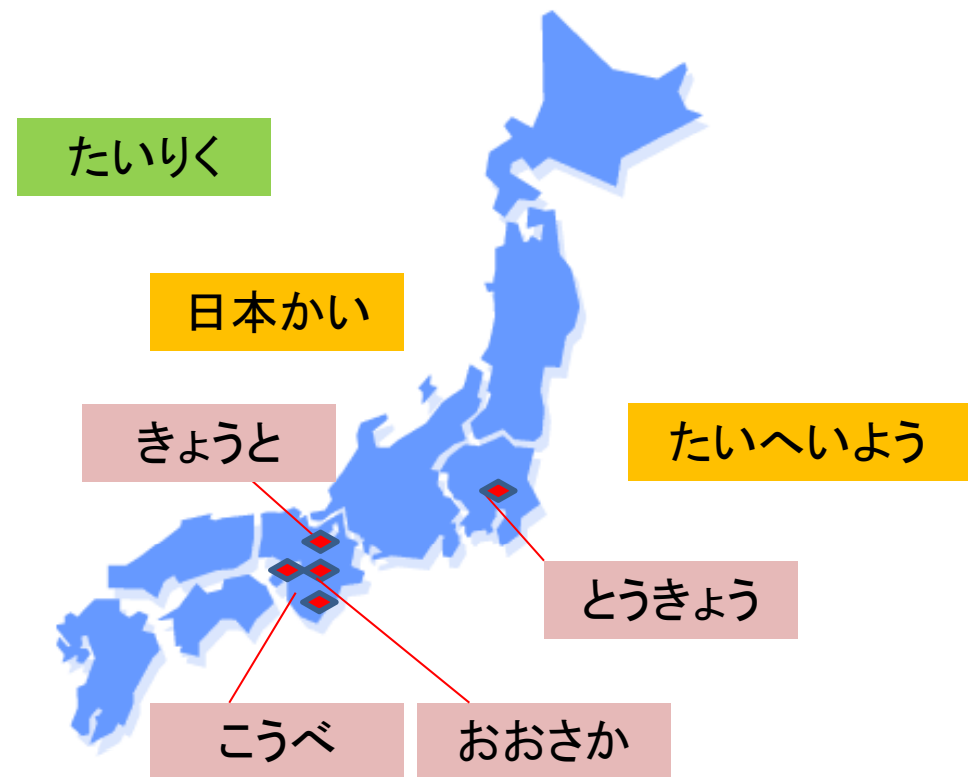 たいりく
日本かい
きょうと
たいへいよう
とうきょう
こうべ
おおさか